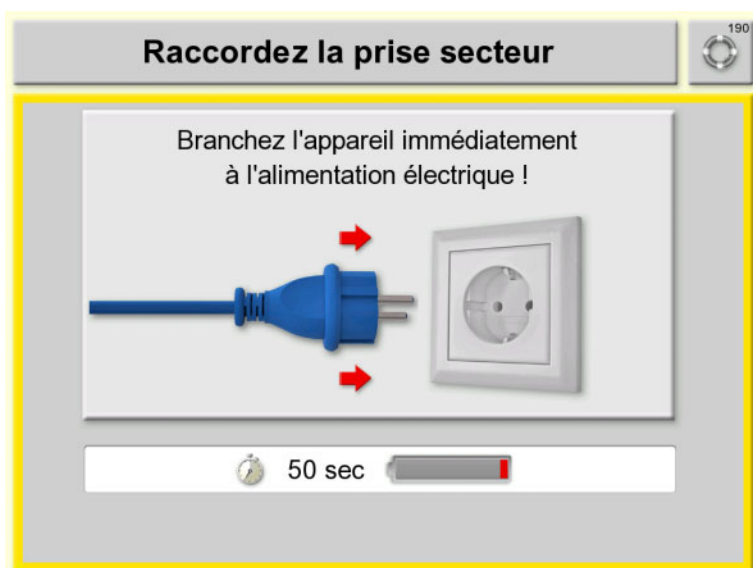 Raccordez la prise secteur
190
Branchez l'appareil immédiatement
à l'alimentation électrique !
50 sec